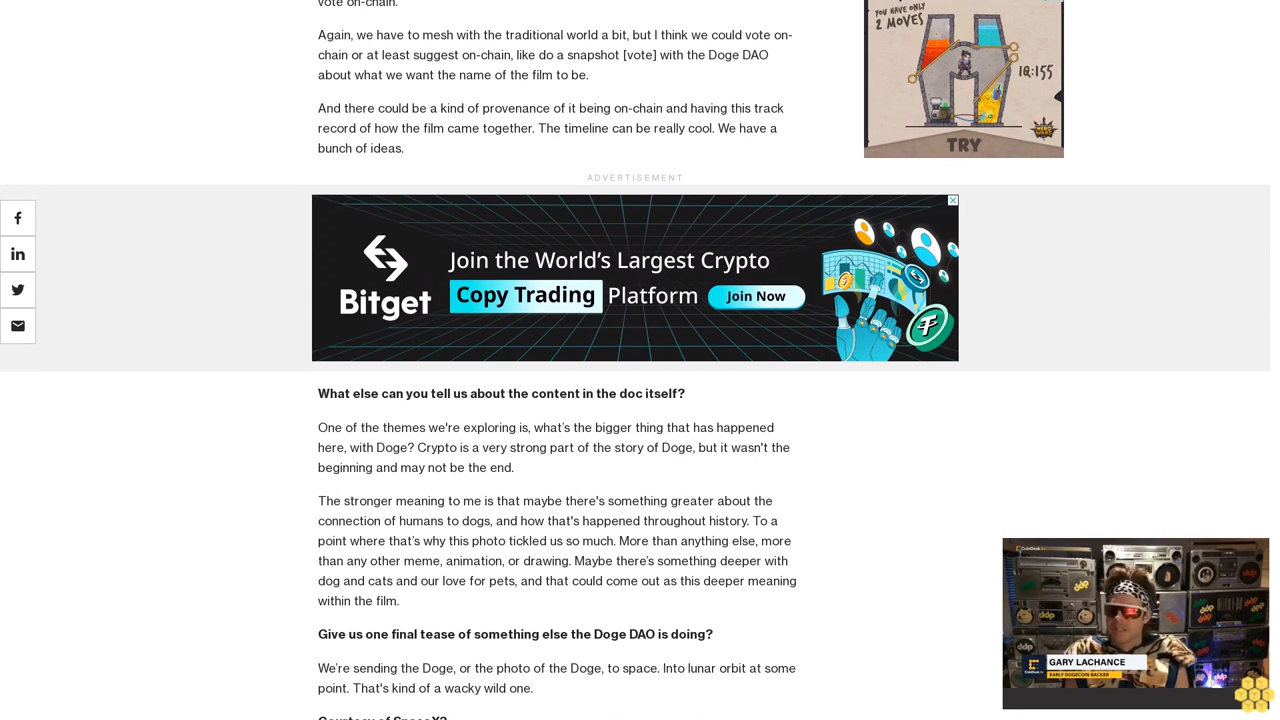 vote on-chain.
Again, we have to mesh with the traditional world a bit, but I think we could vote on-
chain or at least suggest on-chain, like do a snapshot [vote] with the Doge DAO
about what we want the name of the film to be.
And there could be a kind of provenance of it being on-chain and having this track
record of how the film came together. The timeline can be really cool. We have a
bunch of ideas.
YOU HAVE ONLY
2 MOVES
IQ:155
HERO
WARS
TRY
ADVERTISEMENT
Bitget
Join the World's Largest Crypto
Copy Trading Platform
Join Now
What else can you tell us about the content in the doc itself?
One of the themes we're exploring is, what's the bigger thing that has happened
here, with Doge? Crypto is a very strong part of the story of Doge, but it wasn't the
beginning and may not be the end.
The stronger meaning to me is that maybe there's something greater about the
connection of humans to dogs, and how that's happened throughout history. To a
point where that's why this photo tickled us so much. More than anything else, more
than any other meme, animation, or drawing. Maybe there's something deeper with
dog and cats and our love for pets, and that could come out as this deeper meaning
within the film.
Give us one final tease of something else the Doge DAO is doing?
We're sending the Doge, or the photo of the Doge, to space. Into lunar orbit at some
point. That's kind of a wacky wild one.
Courtesy of SpaceX?
CoinDesk
ddp
ddp
ddp
ddp
GARY LACHANCE
EARLY DOGECOIN BACKER